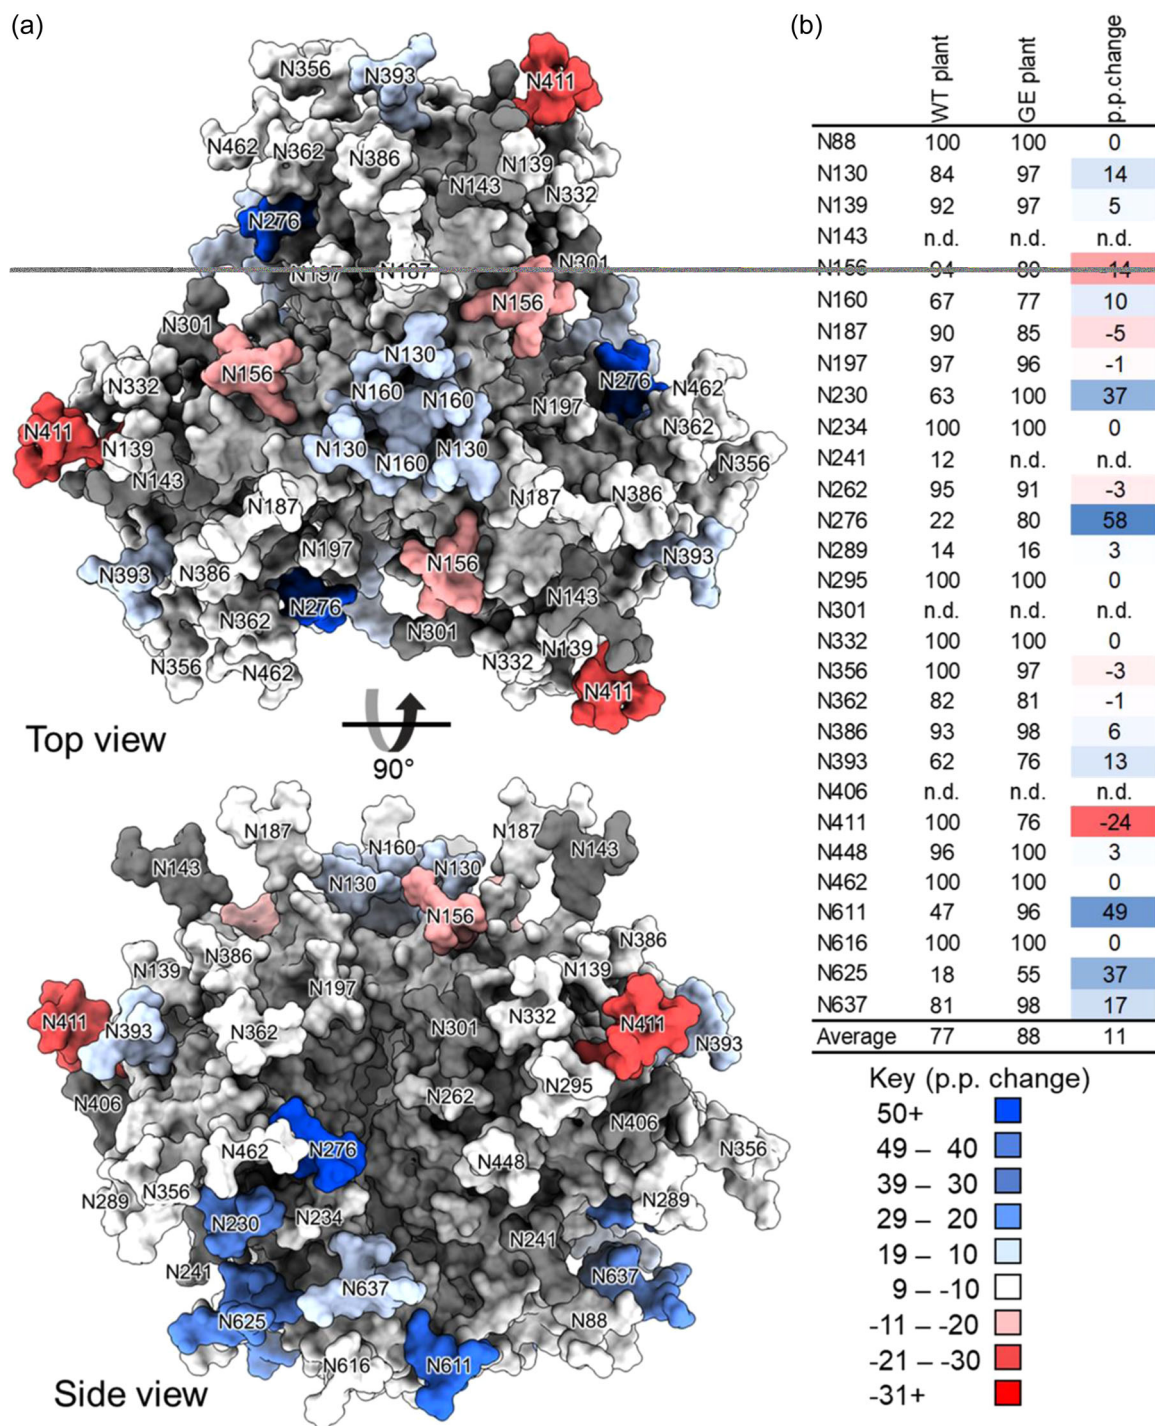 (a)
N356
N393
N411
N462
N362
N386
N139
N143
N332
N276
N301
N197
N187
N156
N301
N130
N156
N276
N462
N332
N160
N160
N197
N362
N411
N139
N130
N160
N130
N356
N143
N187
N187
N386
N197
N156
N393
N386
N393
N276
N143
N362
N301
N356
N462
N332
N139
N411
Top view
90°
N187
N160
N187
N143
N143
N130
N130
N156
N386
N386
N139
N139
N197
N411
N393
N362
N301
N332
N411
N393
N295
N262
N406
N406
N462
N276
N448
N356
N289
N356
N289
N230
N234
N241
N241
N637
N637
N625
N88
N616
N611
Side view
(b)
WT plant GE plant p.p.change
N88 100 100 0
N130 84 97 14
N139 92 97 5
N143 n.d. n.d. n.d.
N156 94 80 -14
N160 67 77 10
N187 90 85 -5
N197 97 96 -1
N230 63 100 37
N234 100 100 0
N241 12 n.d. n.d.
N262 95 91 -3
N276 22 80 58
N289 14 16 3
N295 100 100 0
N301 n.d. n.d. n.d.
N332 100 100 0
N356 100 97 -3
N362 82 81 -1
N386 93 98 6
N393 62 76 13
N406 n.d. n.d. n.d.
N411 100 76 -24
N448 96 100 3
N462 100 100 0
N611 47 96 49
N616 100 100 0
N625 18 55 37
N637 81 98 17
Average 77 88 11
Key (p.p. change)
50+
49 – 40
39 – 30
29 – 20
19 – 10
9 – -10
-11 – -20
-21 – -30
-31+